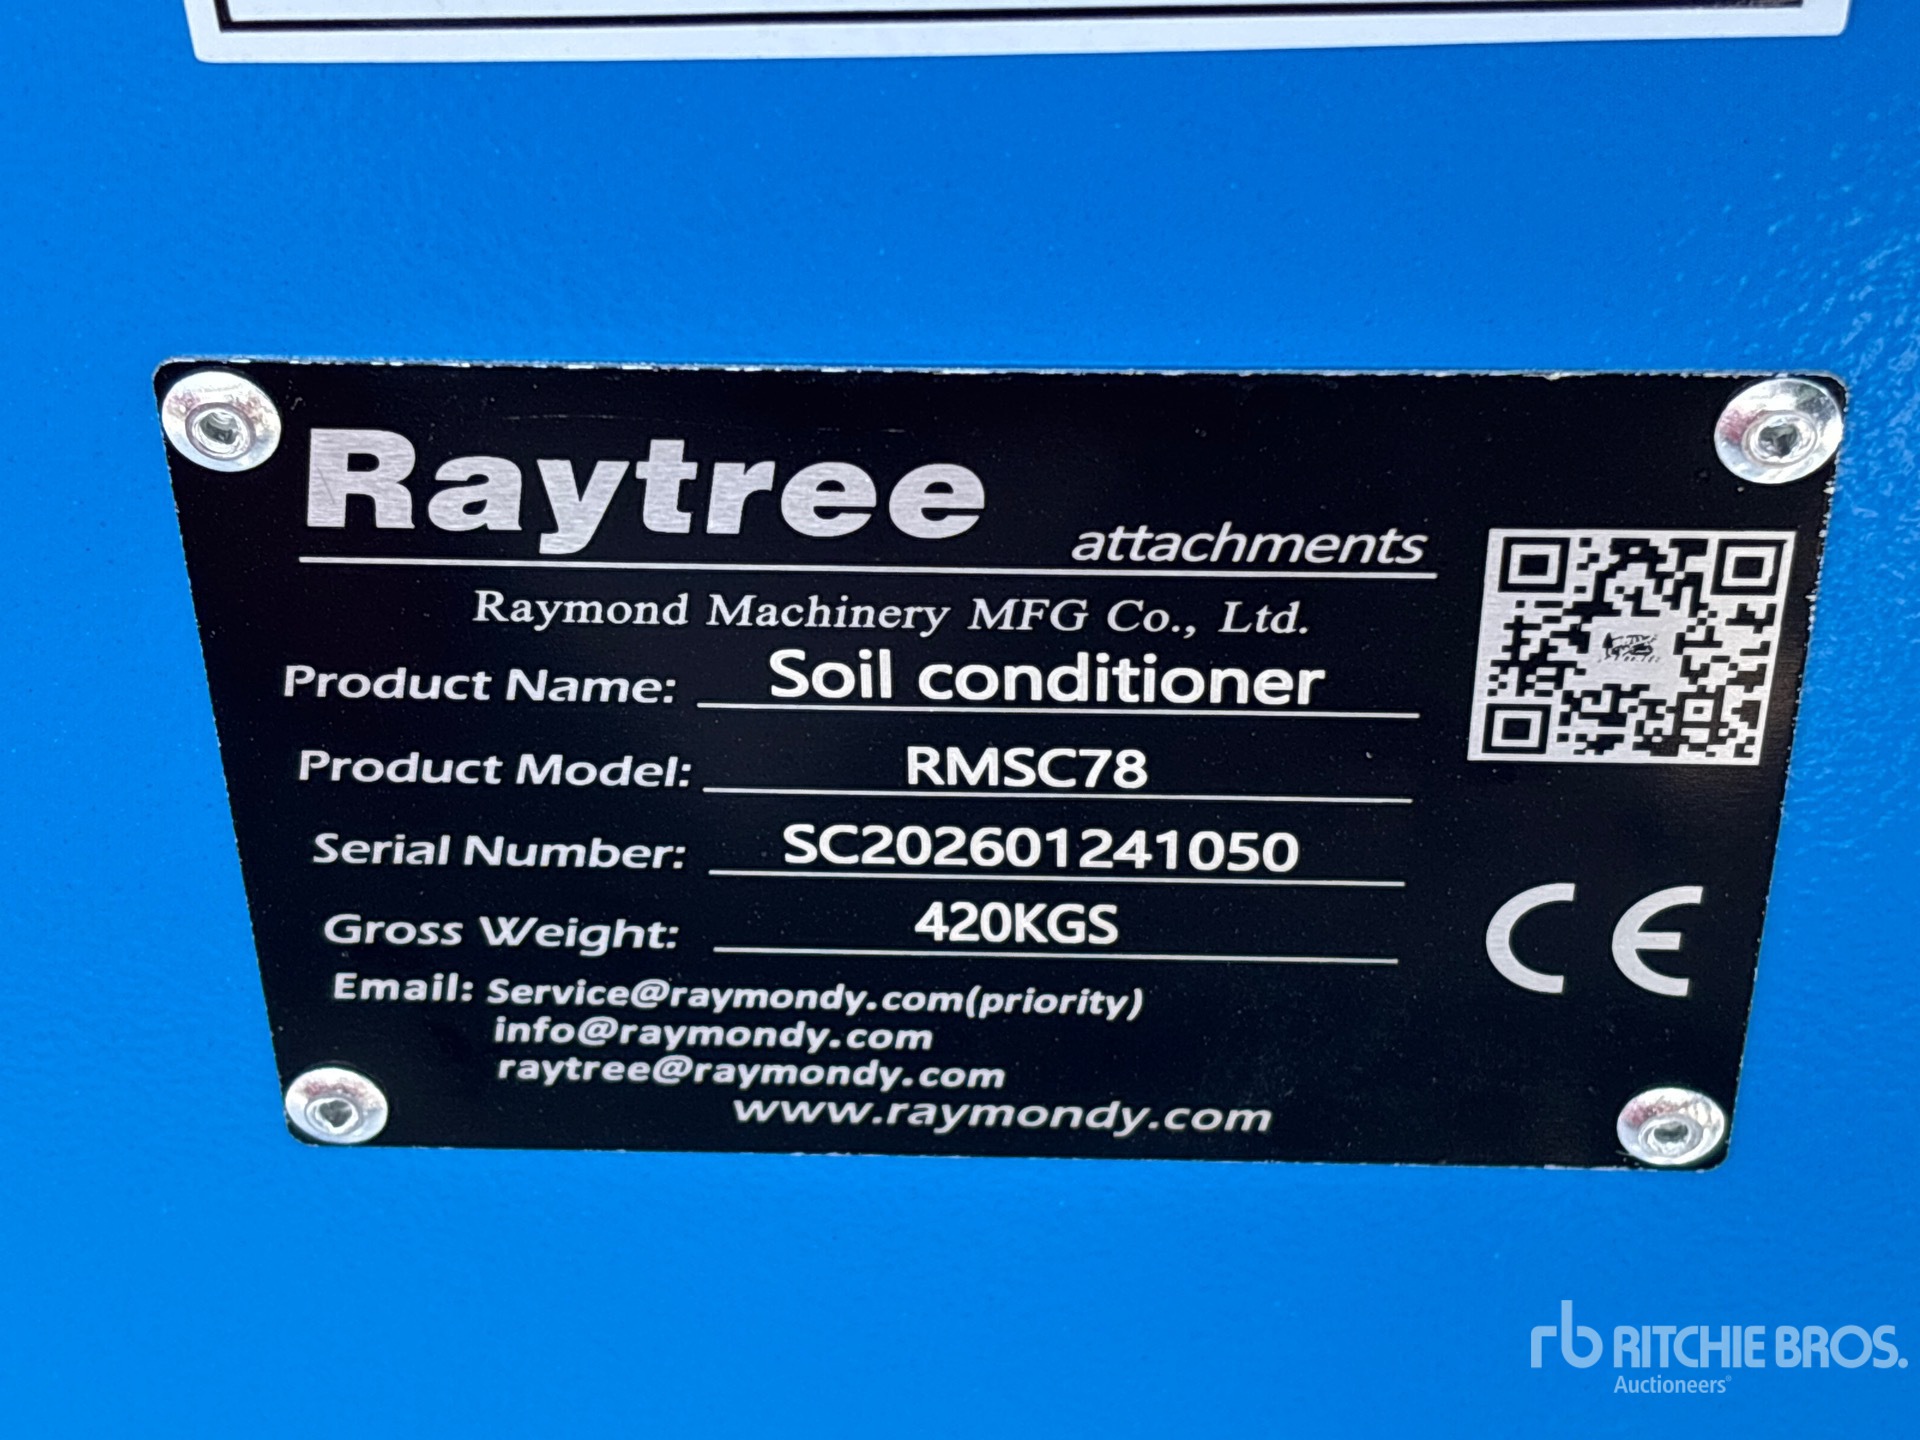 Raytree
attachments
Raymond Machinery MFG Co., Ltd.
Product Name: Soil conditioner
Product Model: RMSC78
Serial Number: SC202601241050
Gross Weight: 420KGS
Email: Service@raymondy.com(priority)
info@raymondy.com
raytree@raymondy.com
www.raymondy.com
CE
rb RITCHIE BROS.
Auctioneers®